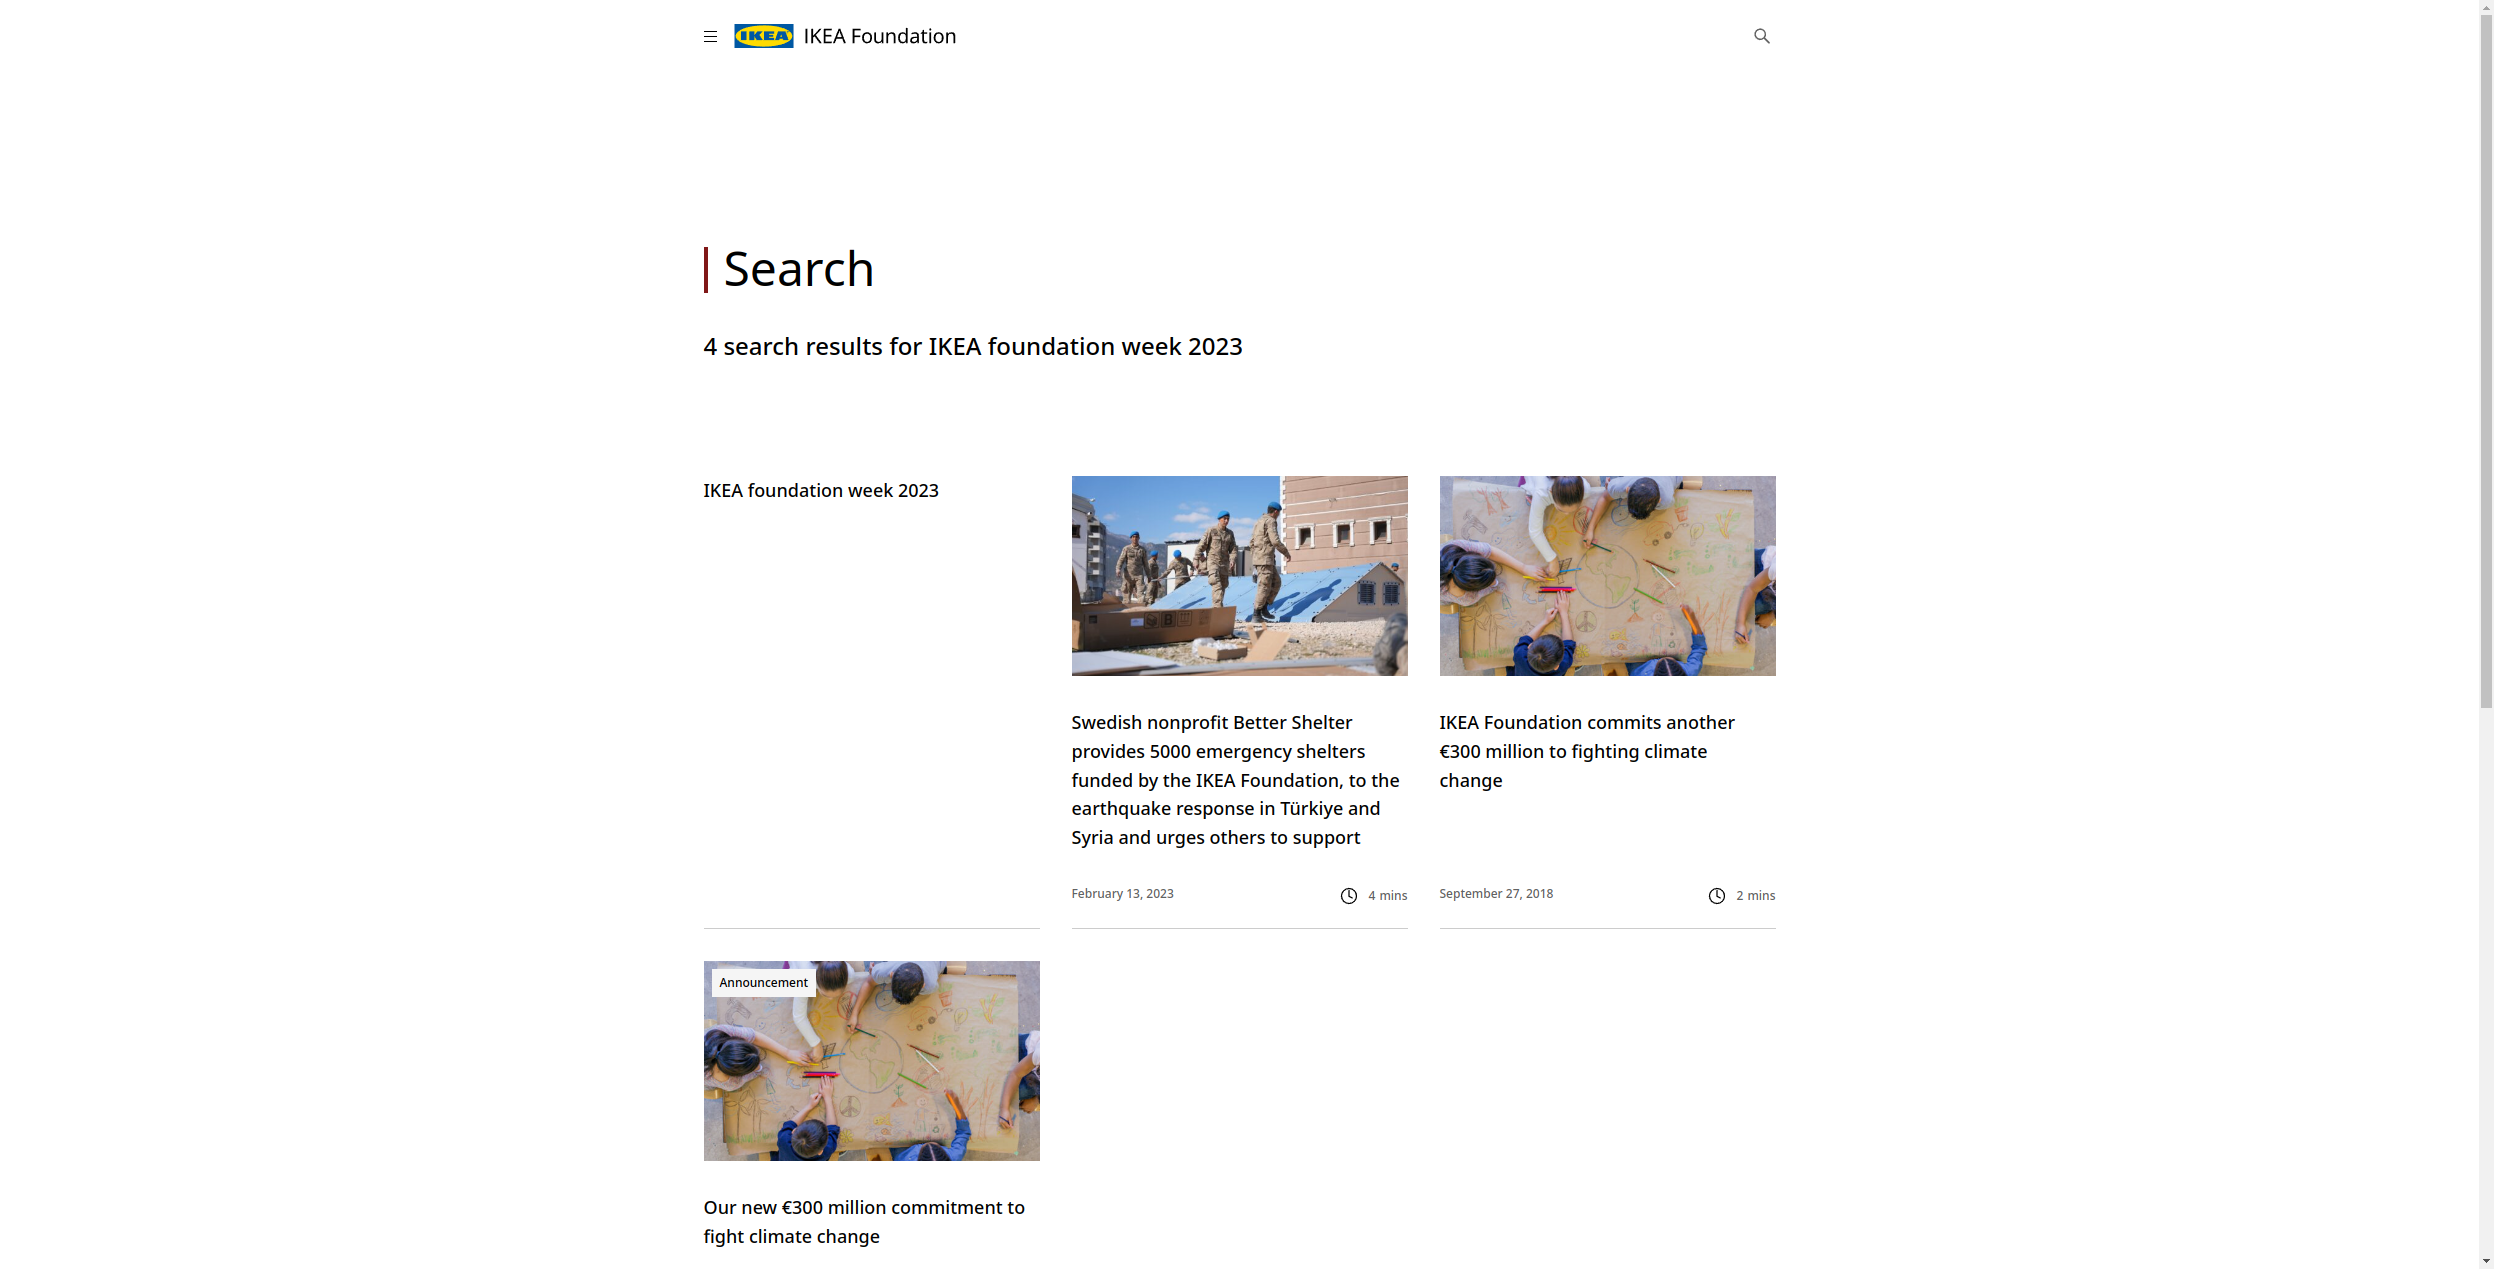 IKEA IKEA Foundation
Search
4 search results for IKEA foundation week 2023
IKEA foundation week 2023
Swedish nonprofit Better Shelter
provides 5000 emergency shelters
funded by the IKEA Foundation, to the
earthquake response in Türkiye and
Syria and urges others to support
February 13, 2023
4 mins
IKEA Foundation commits another
€300 million to fighting climate
change
September 27, 2018
2 mins
Announcement
Our new €300 million commitment to
fight climate change